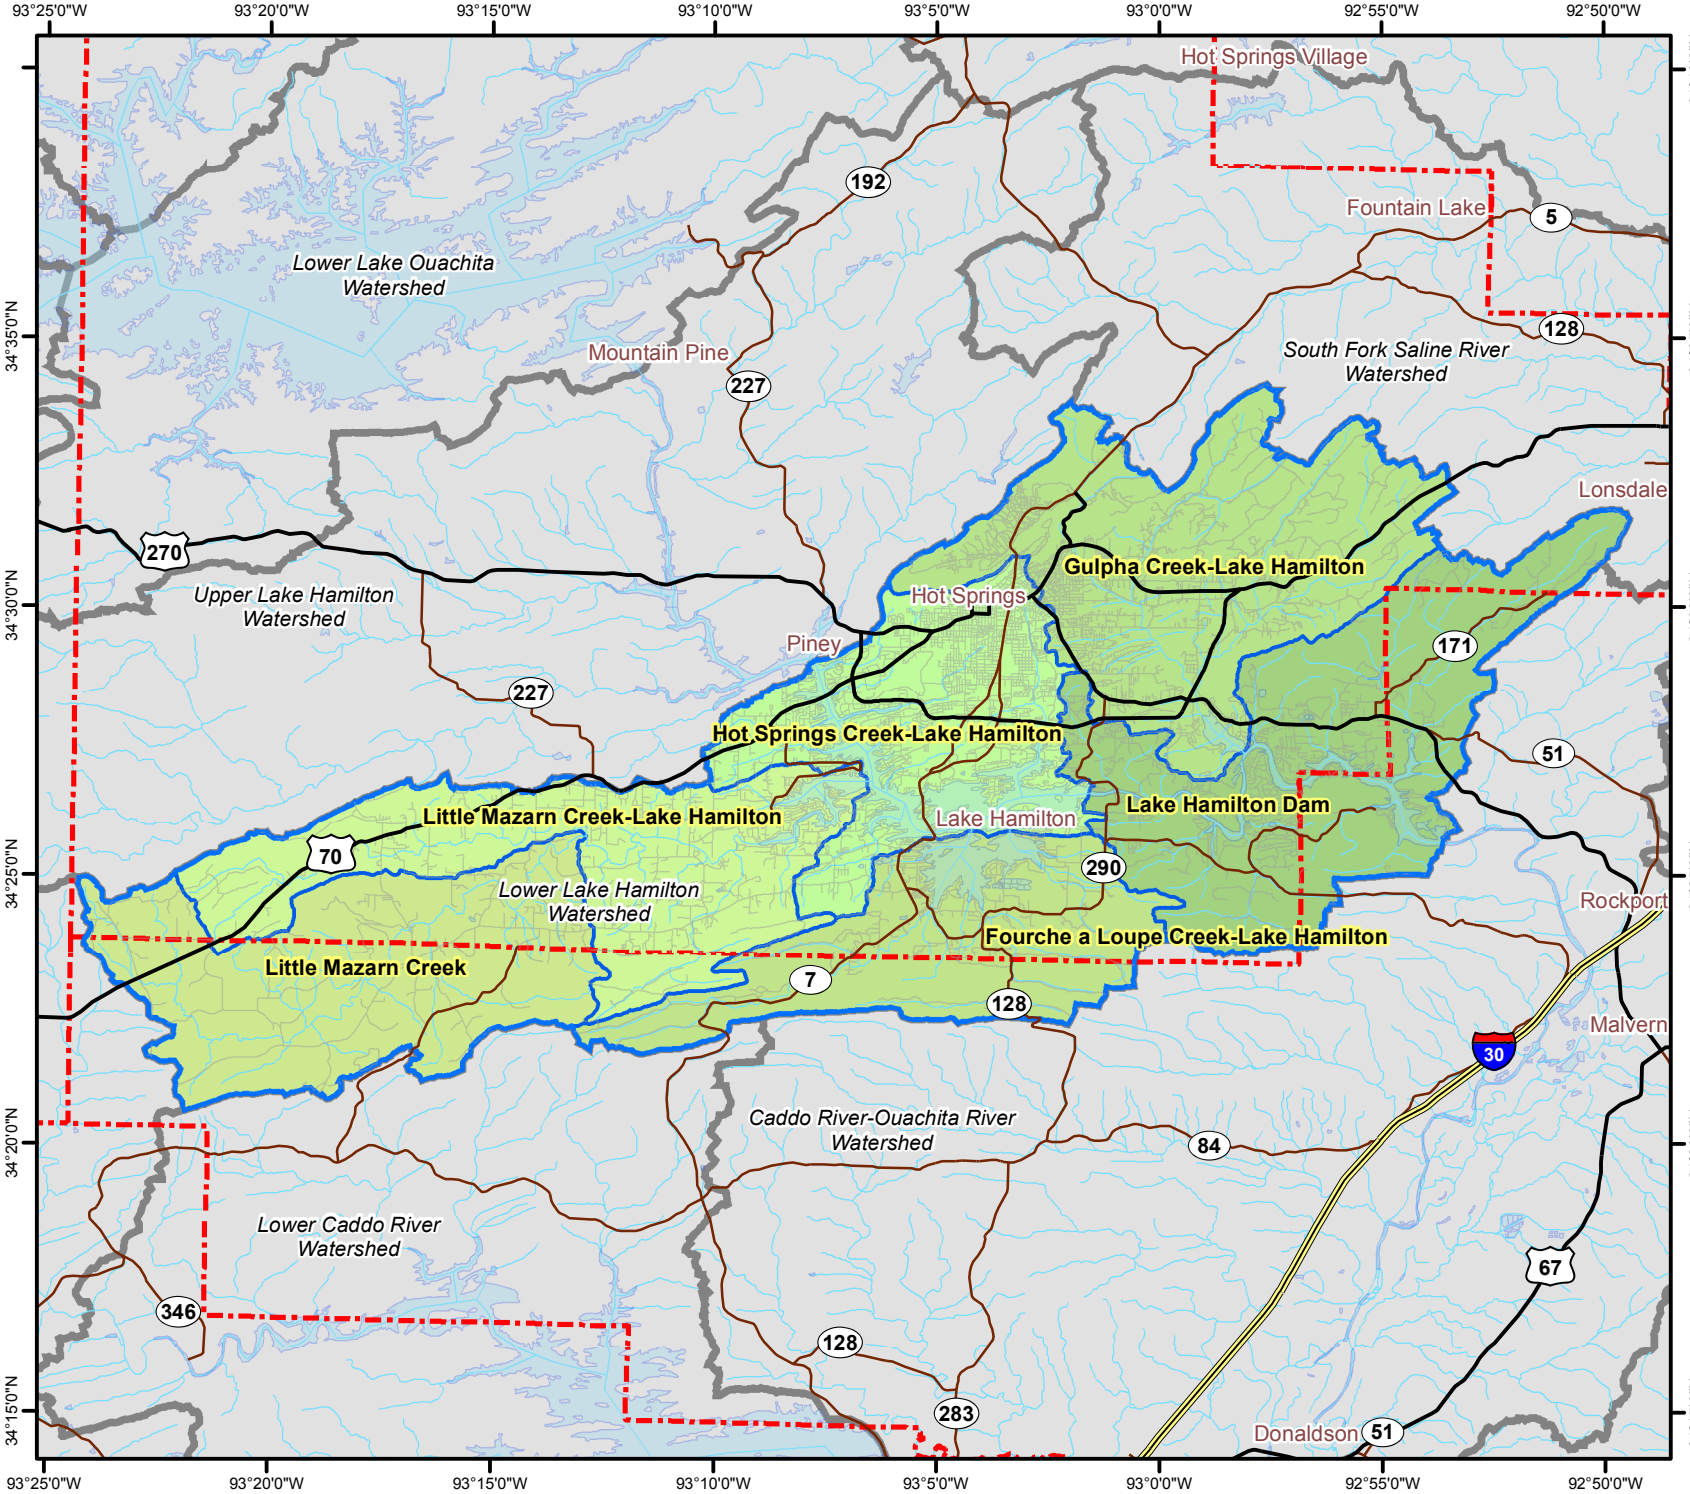 93°25'0"W 93°20'0"W 93°15'0"W 93°10'0"W 93°5'0"W 93°0'0"W 92°55'0"W 92°50'0"W
Hot Springs Village
192
Fountain Lake
5
Lower Lake Ouachita
Watershed
34°35'0"N
128
South Fork Saline River
Watershed
Mountain Pine
227
Lonsdale
270
Gulpha Creek-Lake Hamilton
Upper Lake Hamilton
Watershed
Hot Springs
34°30'0"N
Piney
171
227
Hot Springs Creek-Lake Hamilton
51
Lake Hamilton Dam
Little Mazarn Creek-Lake Hamilton
Lake Hamilton
70
290
34°25'0"N
Lower Lake Hamilton
Watershed
Rockport
Fourche a Loupe Creek-Lake Hamilton
Little Mazarn Creek
7
128
Malvern
30
Caddo River-Ouachita River
Watershed
84
34°20'0"N
Lower Caddo River
Watershed
67
346
128
283
34°15'0"N
Donaldson
51
93°25'0"W 93°20'0"W 93°15'0"W 93°10'0"W 93°5'0"W 93°0'0"W 92°55'0"W 92°50'0"W